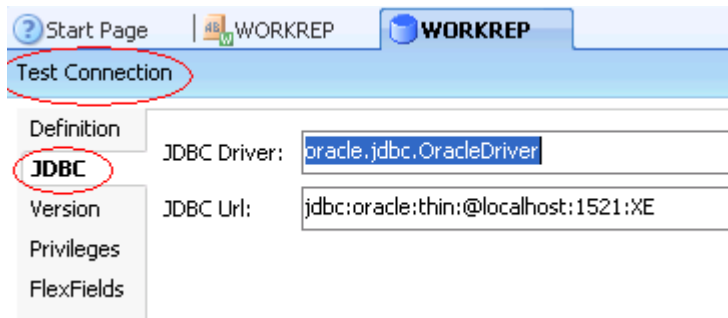 Start Page WORKREP WORKREP
Test Connection
Definition
JDBC Driver: oracle.jdbc.OracleDriver
JDBC
Version JDBC Url: jdbc:oracle:thin:@localhost:1521:XE
Privileges
FlexFields